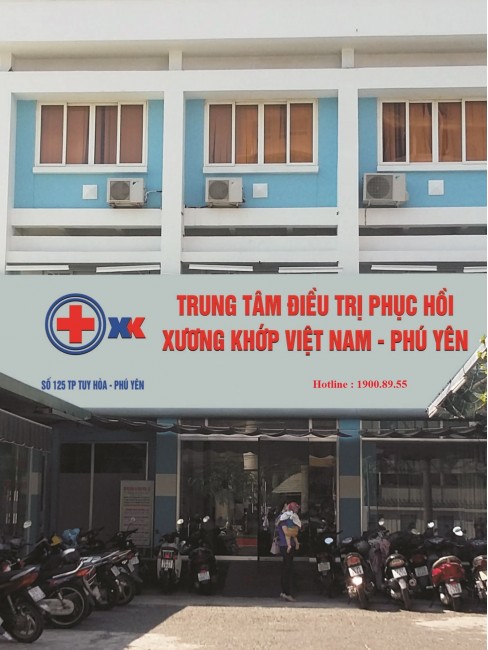 XK
TRUNG TÂM ĐIỀU TRỊ PHỤC HỒI
XƯƠNG KHỚP VIỆT NAM - PHÚ YÊN
SỐ 125 TP TUY HÒA - PHÚ YÊN
Hotline : 1900.89.55